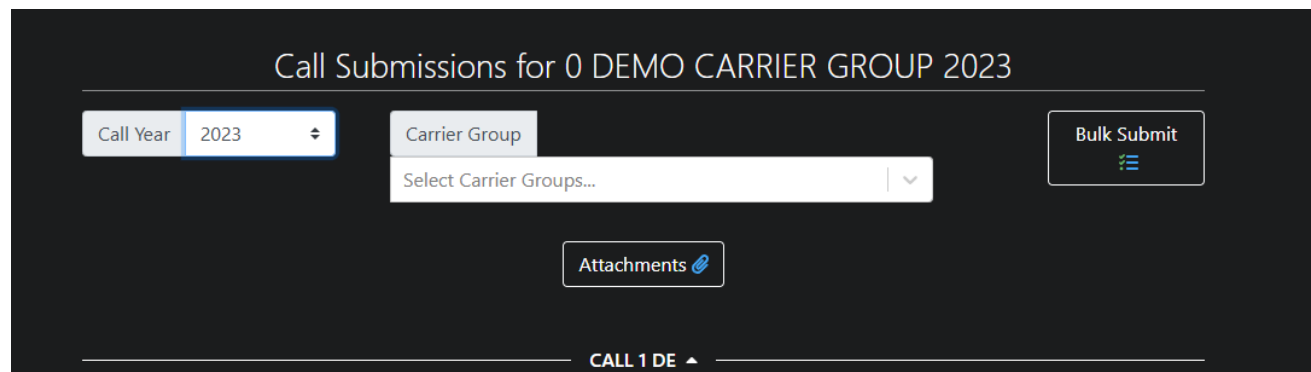 Call Submissions for 0 DEMO CARRIER GROUP 2023
Call Year 2023
Carrier Group
Bulk Submit
Select Carrier Groups...
Attachments
CALL 1 DE